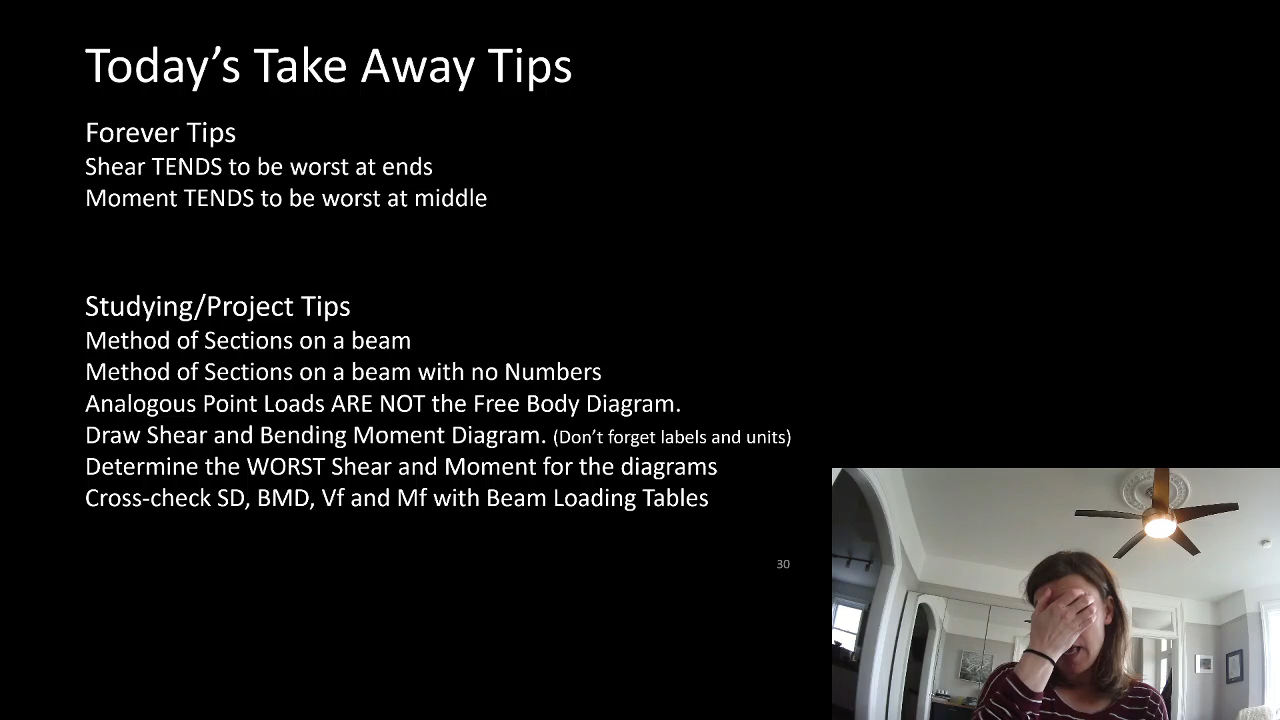 Today's Take Away Tips
Forever Tips
Shear TENDS to be worst at ends
Moment TENDS to be worst at middle
Studying/Project Tips
Method of Sections on a beam
Method of Sections on a beam with no Numbers
Analogous Point Loads ARE NOT the Free Body Diagram.
Draw Shear and Bending Moment Diagram. (Don't forget labels and units)
Determine the WORST Shear and Moment for the diagrams
Cross-check SD, BMD, Vf and Mf with Beam Loading Tables
30